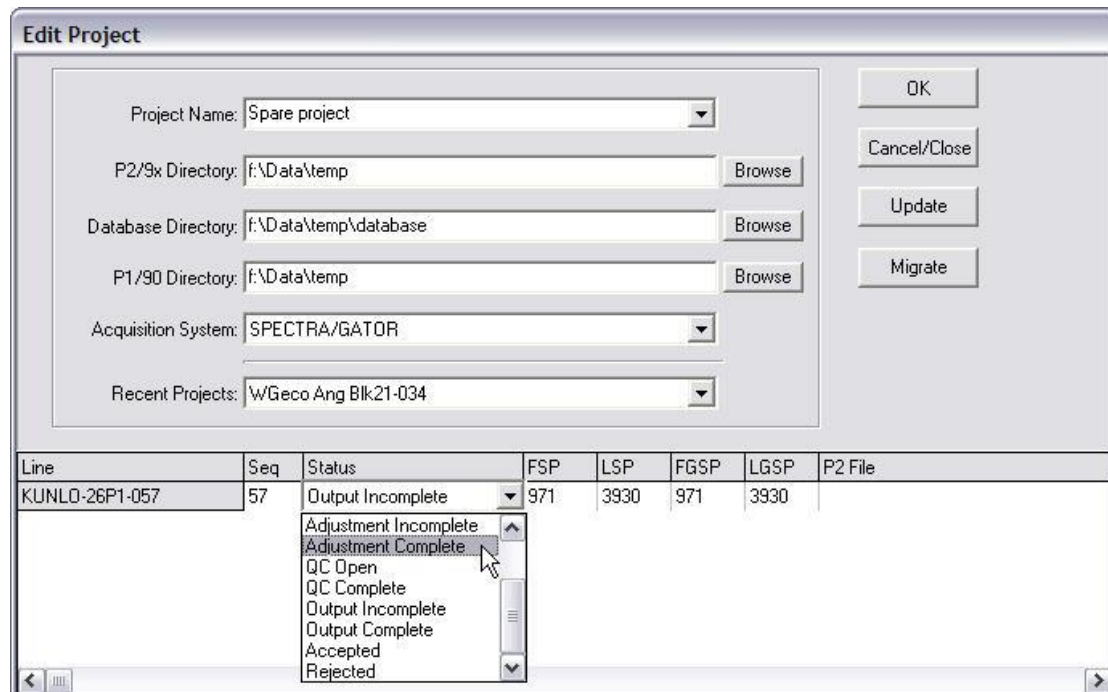 Edit Project
Project Name: Spare project
OK
P2/9x Directory: f:\Data\temp Browse
Cancel/Close
Database Directory: f:\Data\temp\database Browse
Update
P1/90 Directory: f:\Data\temp Browse
Migrate
Acquisition System: SPECTRA/GATOR
Recent Projects: WGeco Ang Blk21-034
Line Seq Status FSP LSP FGSP LGSP P2 File
KUNLO-26P1-057 57 Output Incomplete 971 3930 971 3930
Adjustment Incomplete
Adjustment Complete
QC Open
QC Complete
Output Incomplete
Output Complete
Accepted
Rejected